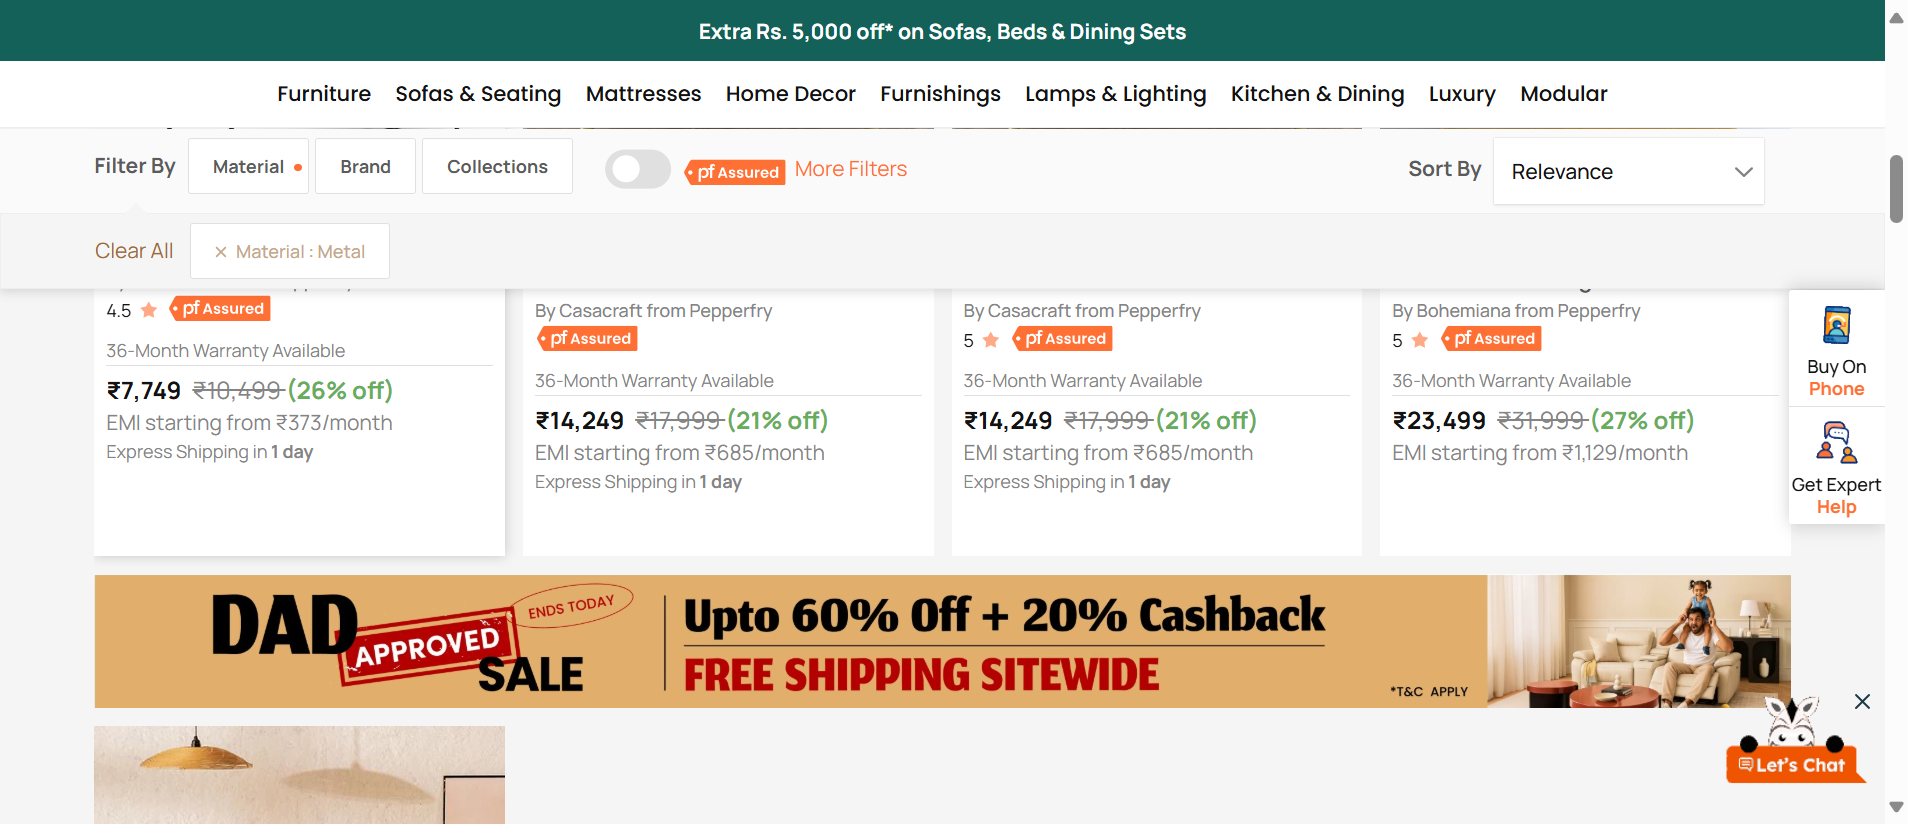 Extra Rs. 5,000 off* on Sofas, Beds & Dining Sets
Furniture Sofas & Seating Mattresses Home Decor Furnishings Lamps & Lighting Kitchen & Dining Luxury Modular
Filter By Material Brand Collections pf Assured More Filters Sort By Relevance
Clear All × Material : Metal
4.5 pf Assured
36-Month Warranty Available
₹7,749 ₹10,499 (26% off)
EMI starting from ₹373/month
Express Shipping in 1 day
By Casacraft from Pepperfry
pf Assured
36-Month Warranty Available
₹14,249 ₹17,999 (21% off)
EMI starting from ₹685/month
Express Shipping in 1 day
By Casacraft from Pepperfry
5 pf Assured
36-Month Warranty Available
₹14,249 ₹17,999 (21% off)
EMI starting from ₹685/month
Express Shipping in 1 day
By Bohemiana from Pepperfry
5 pf Assured
36-Month Warranty Available
₹23,499 ₹31,999 (27% off)
EMI starting from ₹1,129/month
Buy On
Phone
Get Expert
Help
DAD
APPROVED
SALE
ENDS TODAY
Upto 60% Off + 20% Cashback
FREE SHIPPING SITEWIDE
*T&C APPLY
Let's Chat